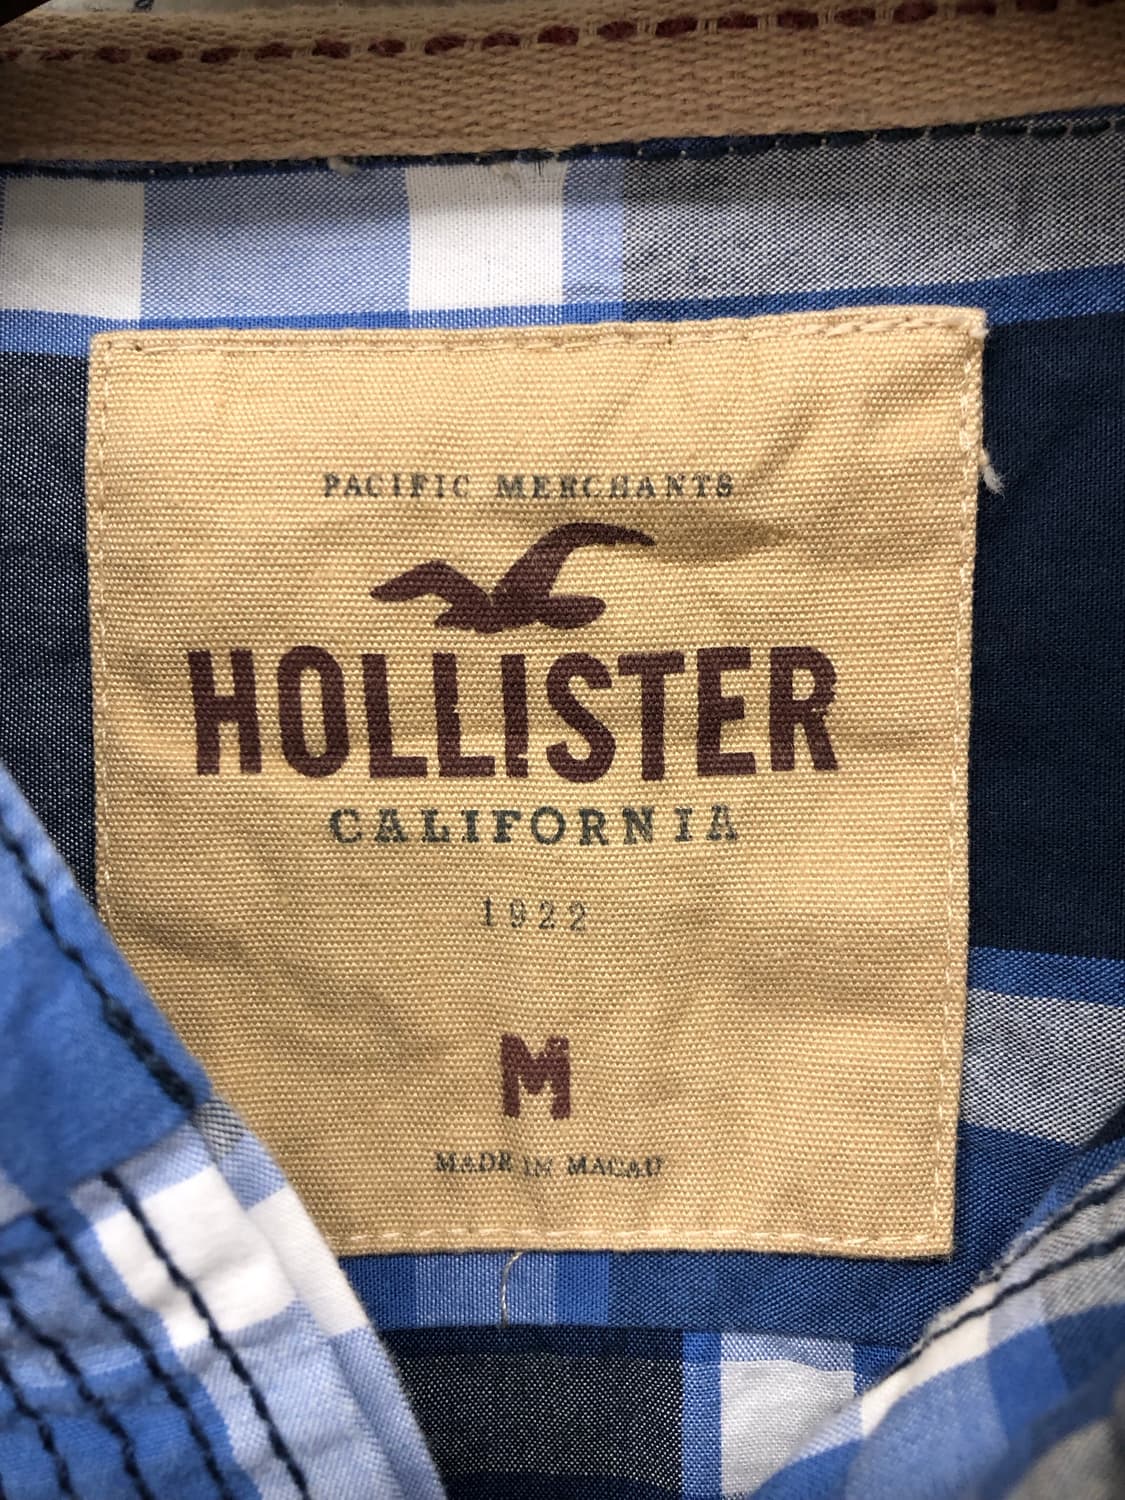 PACIFIC MERCHANTS
HOLLISTER
CALIFORNIA
1922
M
MADE IN MACAU